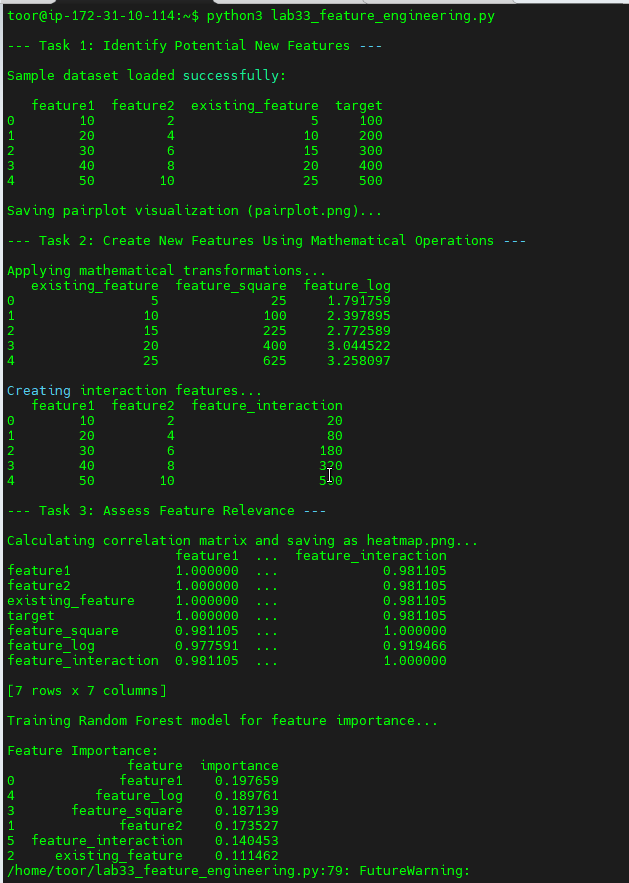 toor@ip-172-31-10-114:~$ python3 lab33_feature_engineering.py
--- Task 1: Identify Potential New Features ---
Sample dataset loaded successfully:
   feature1  feature2  existing_feature  target
0        10         2                 5     100
1        20         4                10     200
2        30         6                15     300
3        40         8                20     400
4        50        10                25     500
Saving pairplot visualization (pairplot.png)...
--- Task 2: Create New Features Using Mathematical Operations ---
Applying mathematical transformations...
   existing_feature  feature_square  feature_log
0                 5              25     1.791759
1                10             100     2.397895
2                15             225     2.772589
3                20             400     3.044522
4                25             625     3.258097
Creating interaction features...
   feature1  feature2  feature_interaction
0        10         2                   20
1        20         4                   80
2        30         6                  180
3        40         8                  320
4        50        10                  500
--- Task 3: Assess Feature Relevance ---
Calculating correlation matrix and saving as heatmap.png...
                     feature1  ...  feature_interaction
feature1             1.000000  ...             0.981105
feature2             1.000000  ...             0.981105
existing_feature     1.000000  ...             0.981105
target               1.000000  ...             0.981105
feature_square       0.981105  ...             1.000000
feature_log          0.977591  ...             0.919466
feature_interaction  0.981105  ...             1.000000
[7 rows x 7 columns]
Training Random Forest model for feature importance...
Feature Importance:
               feature  importance
0             feature1    0.197659
4          feature_log    0.189761
3       feature_square    0.187139
1             feature2    0.173527
5  feature_interaction    0.140453
2     existing_feature    0.111462
/home/toor/lab33_feature_engineering.py:79: FutureWarning: